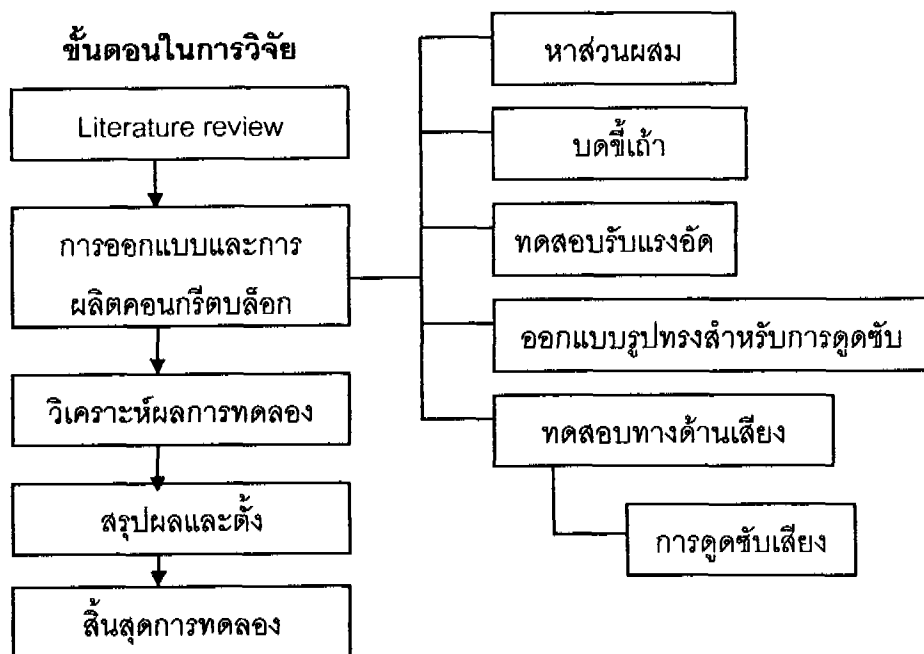 ขั้นตอนในการวิจัย
Literature review
การออกแบบและการ
ผลิตคอนกรีตบล็อก
วิเคราะห์ผลการทดลอง
สรุปผลและตั้ง
สิ้นสุดการทดลอง
หาส่วนผสม
บดขี้เถ้า
ทดสอบรับแรงอัด
ออกแบบรูปทรงสำหรับการดูดซับ
ทดสอบทางด้านเสียง
การดูดซับเสียง